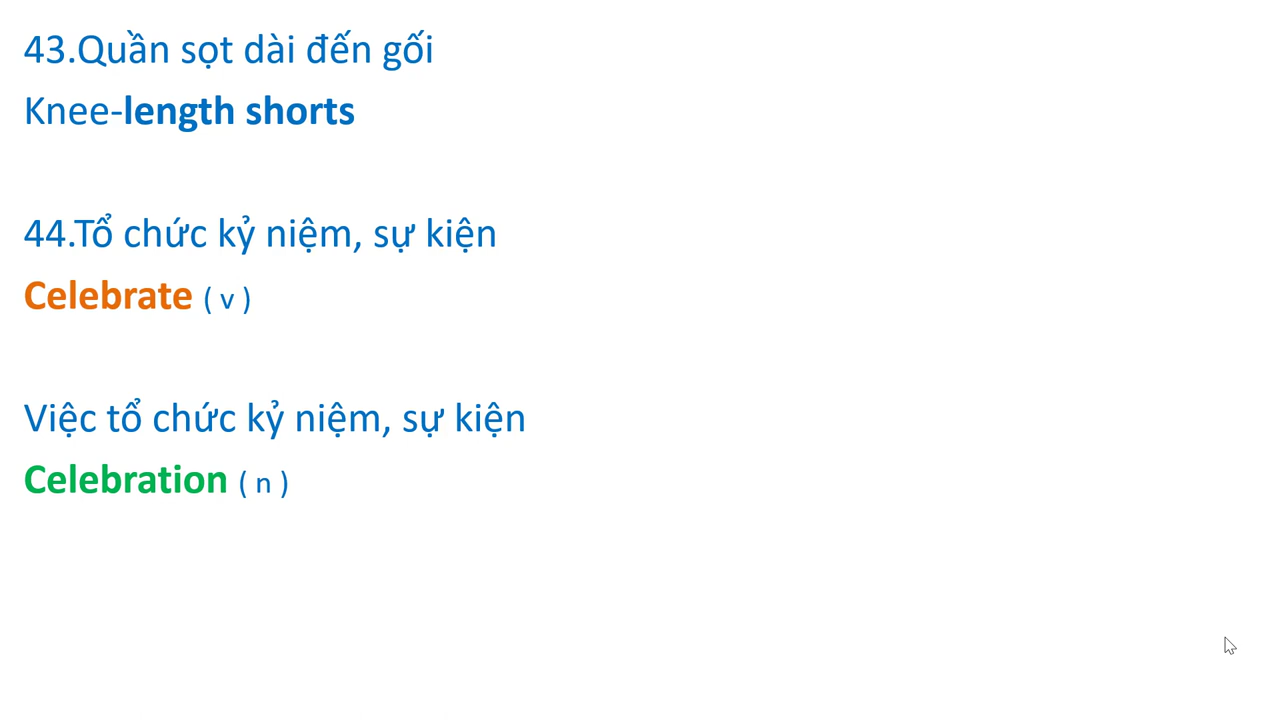 43.Quần sọt dài đến gối
Knee-length shorts
44.Tổ chức kỷ niệm, sự kiện
Celebrate ( v )
Việc tổ chức kỷ niệm, sự kiện
Celebration ( n )